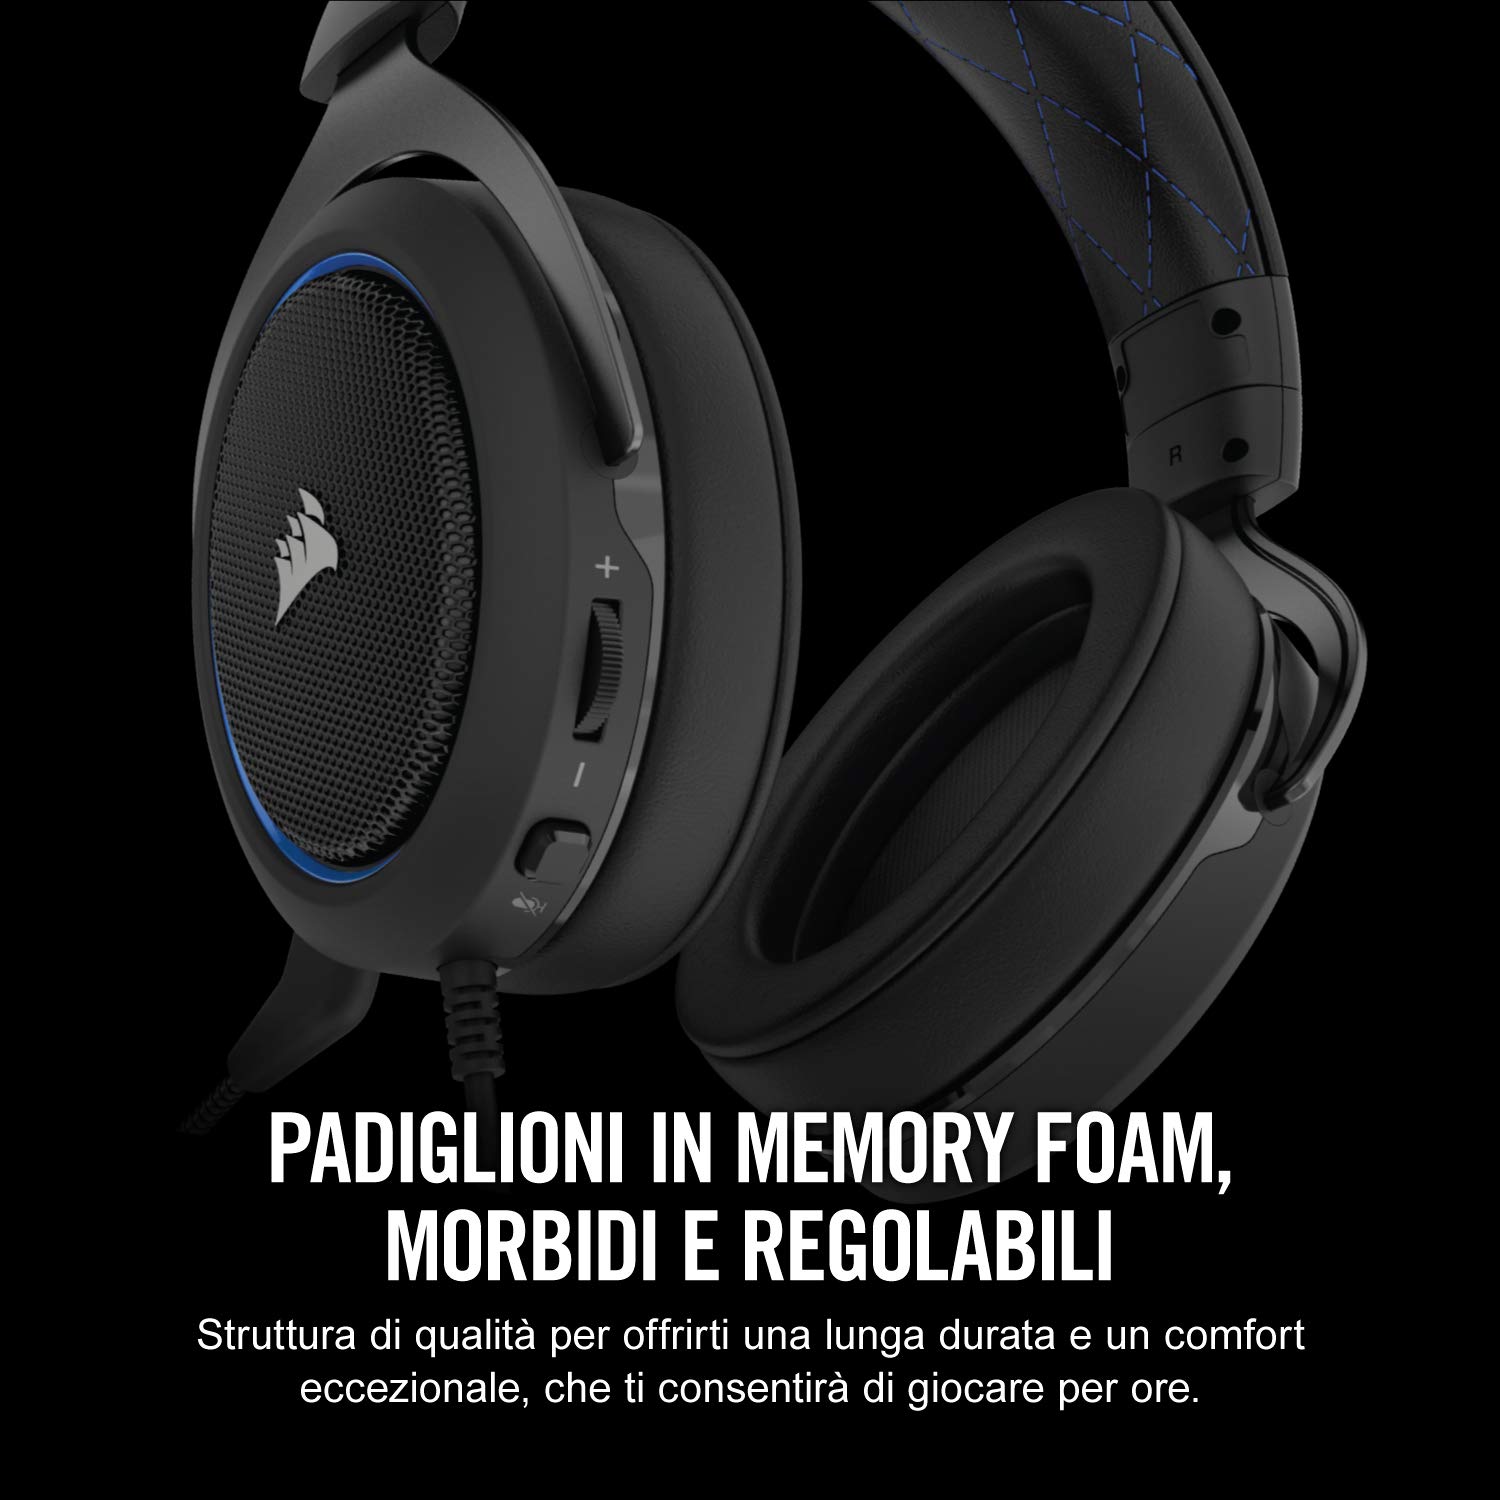 R
+
−
PADIGLIONI IN MEMORY FOAM,
MORBIDI E REGOLABILI
Struttura di qualità per offrirti una lunga durata e un comfort
eccezionale, che ti consentirà di giocare per ore.